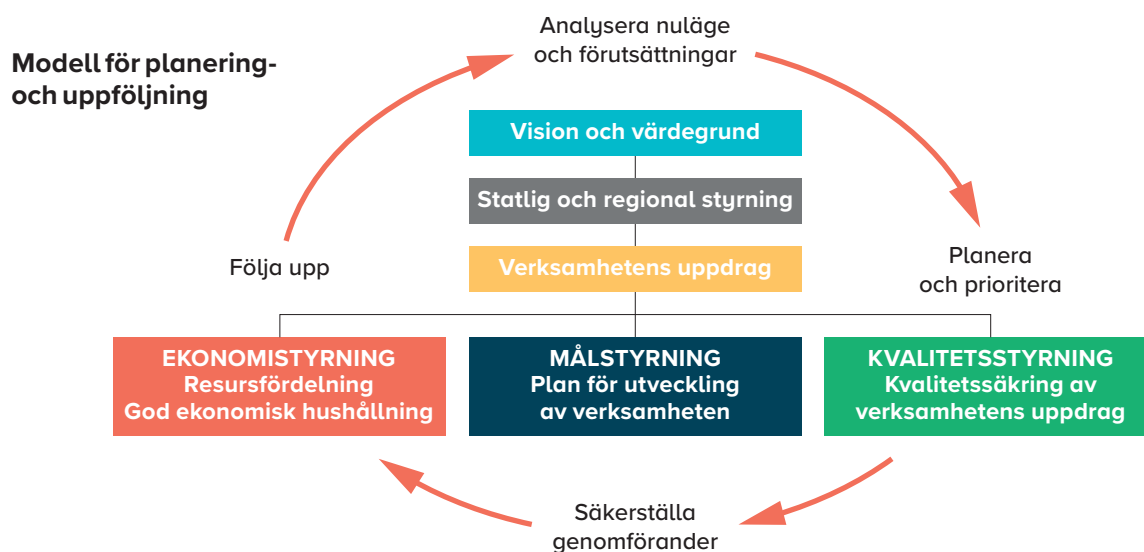 Modell för planering-
och uppföljning
Analysera nuläge
och förutsättningar
Vision och värdegrund
Statlig och regional styrning
Verksamhetens uppdrag
Följa upp
Planera
och prioritera
EKONOMISTYRNING
Resursfördelning
God ekonomisk hushållning
MÅLSTYRNING
Plan för utveckling
av verksamheten
KVALITETSSTYRNING
Kvalitetssäkring av
verksamhetens uppdrag
Säkerställa
genomförander